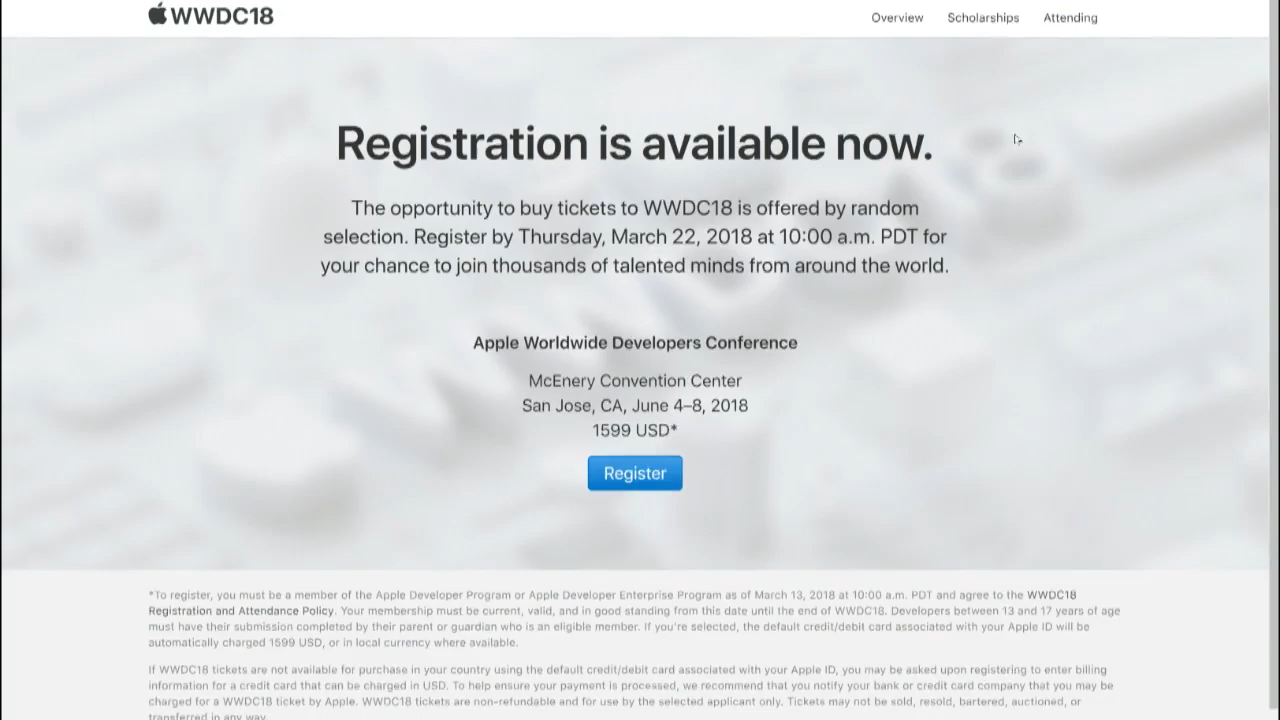 WWDC18
Overview
Scholarships
Attending
Registration is available now.
The opportunity to buy tickets to WWDC18 is offered by random
selection. Register by Thursday, March 22, 2018 at 10:00 a.m. PDT for
your chance to join thousands of talented minds from around the world.
Apple Worldwide Developers Conference
McEnery Convention Center
San Jose, CA, June 4–8, 2018
1599 USD*
Register
*To register, you must be a member of the Apple Developer Program or Apple Developer Enterprise Program as of March 13, 2018 at 10:00 a.m. PDT and agree to the WWDC18
Registration and Attendance Policy. Your membership must be current, valid, and in good standing from this date until the end of WWDC18. Developers between 13 and 17 years of age
must have their submission completed by their parent or guardian who is an eligible member. If you're selected, the default credit/debit card associated with your Apple ID will be
automatically charged 1599 USD, or in local currency where available.
If WWDC18 tickets are not available for purchase in your country using the default credit/debit card associated with your Apple ID, you may be asked upon registering to enter billing
information for a credit card that can be charged in USD. To help ensure your payment is processed, we recommend that you notify your bank or credit card company that you may be
charged for a WWDC18 ticket by Apple. WWDC18 tickets are non-refundable and for use by the selected applicant only. Tickets may not be sold, resold, bartered, auctioned, or
transferred in any way.